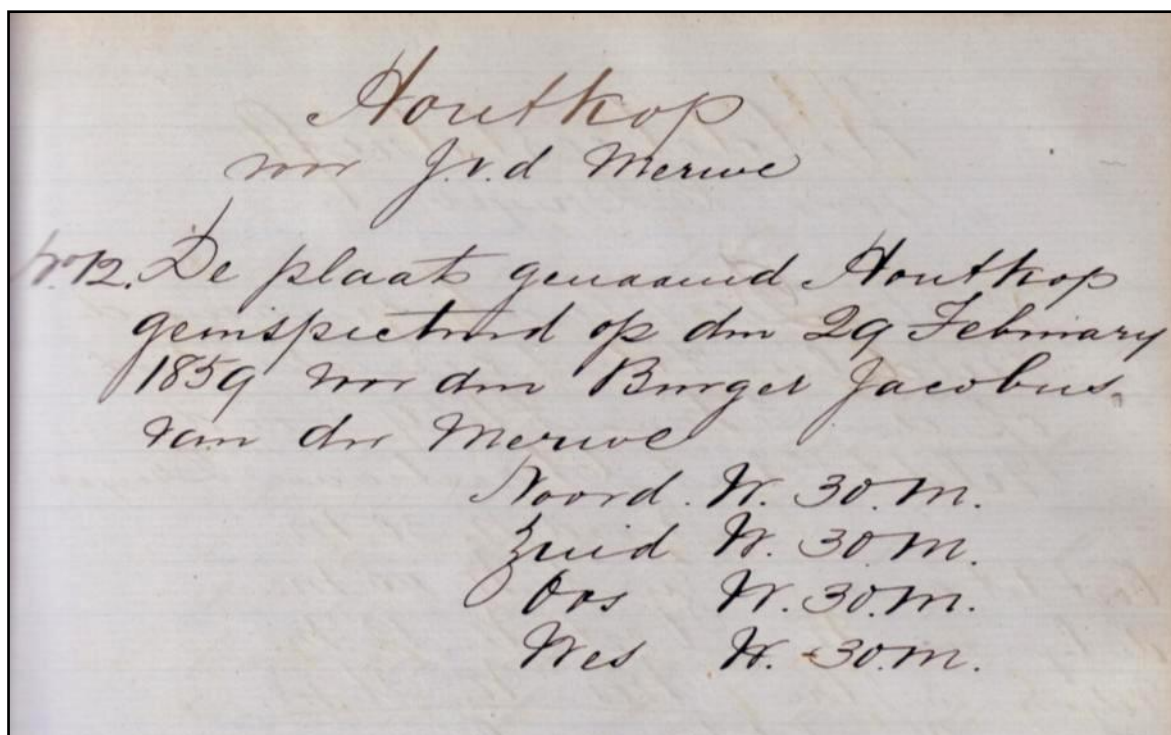 Houtkop
voor J.v.d Merwe
No 12. De plaats genaamd Houtkop
geinspecteerd op den 29 February
1859 voor den Burger Jacobus
van der Merwe
Noord. W. 30. M.
Zuid W. 30. M.
Oos W. 30. M.
Wes W. 30. M.